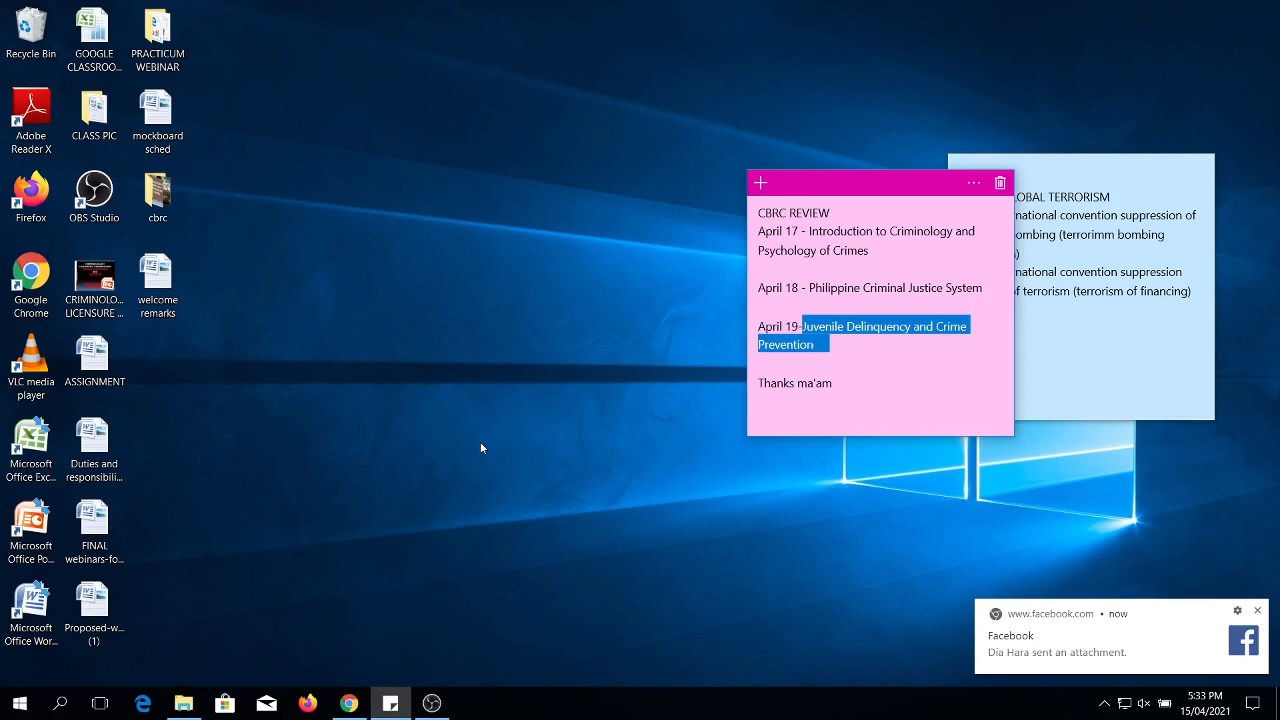 Recycle Bin
GOOGLE
CLASSROO...
PRACTICUM
WEBINAR
Adobe
Reader X
CLASS PIC
mockboard
sched
Firefox
OBS Studio
cbrc
Google
Chrome
CRIMINOLO...
LICENSURE ...
welcome
remarks
VLC media
player
ASSIGNMENT
Microsoft
Office Exc...
Duties and
responsibili...
Microsoft
Office Po...
FINAL
webinars-fo...
Microsoft
Office Wor...
Proposed-w...
(1)
CBRC REVIEW
April 17 - Introduction to Criminology and
Psychology of Crimes
April 18 - Philippine Criminal Justice System
April 19-Juvenile Delinquency and Crime
Prevention
Thanks ma'am
OBAL TERRORISM
national convention suppression of
ombing (terrorimm bombing
)
national convention suppression
of terrorism (terrorism of financing)
www.facebook.com • now
Facebook
Dia Hara sent an attachment.
5:33 PM
15/04/2021